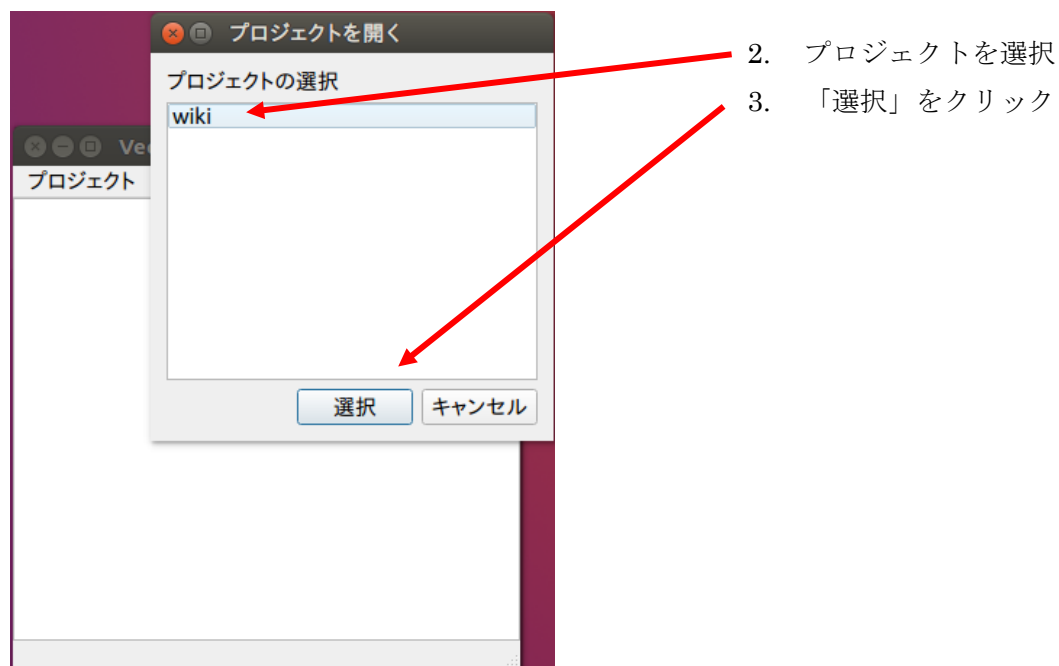 プロジェクトを開く
プロジェクトの選択
wiki
プロジェクト
選択
キャンセル
2. プロジェクトを選択
3. 「選択」をクリック